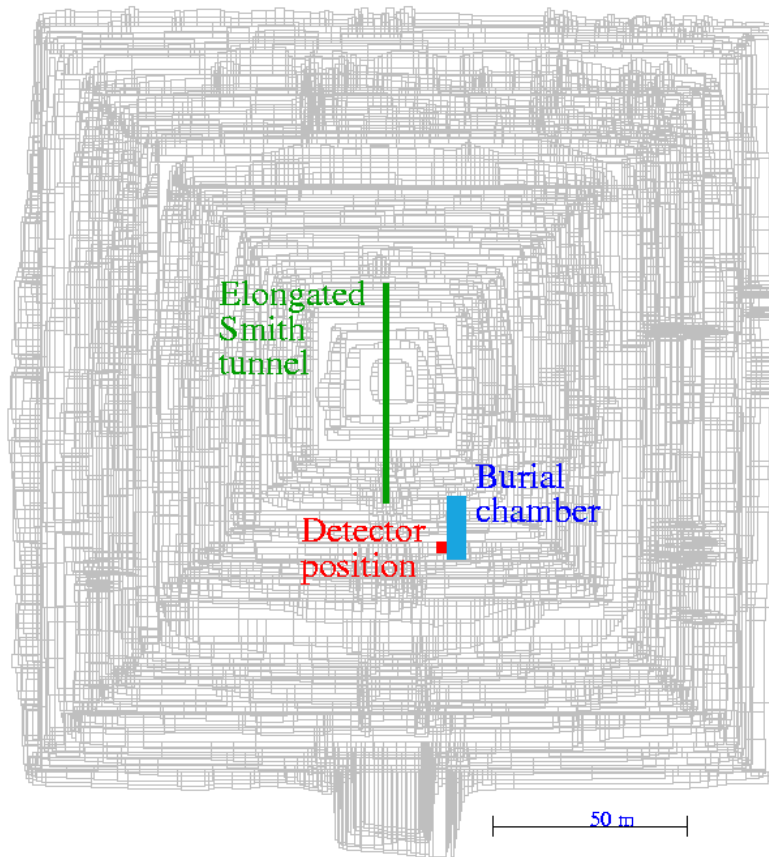 Elongated
Smith
tunnel
Burial
chamber
Detector
position
50 m